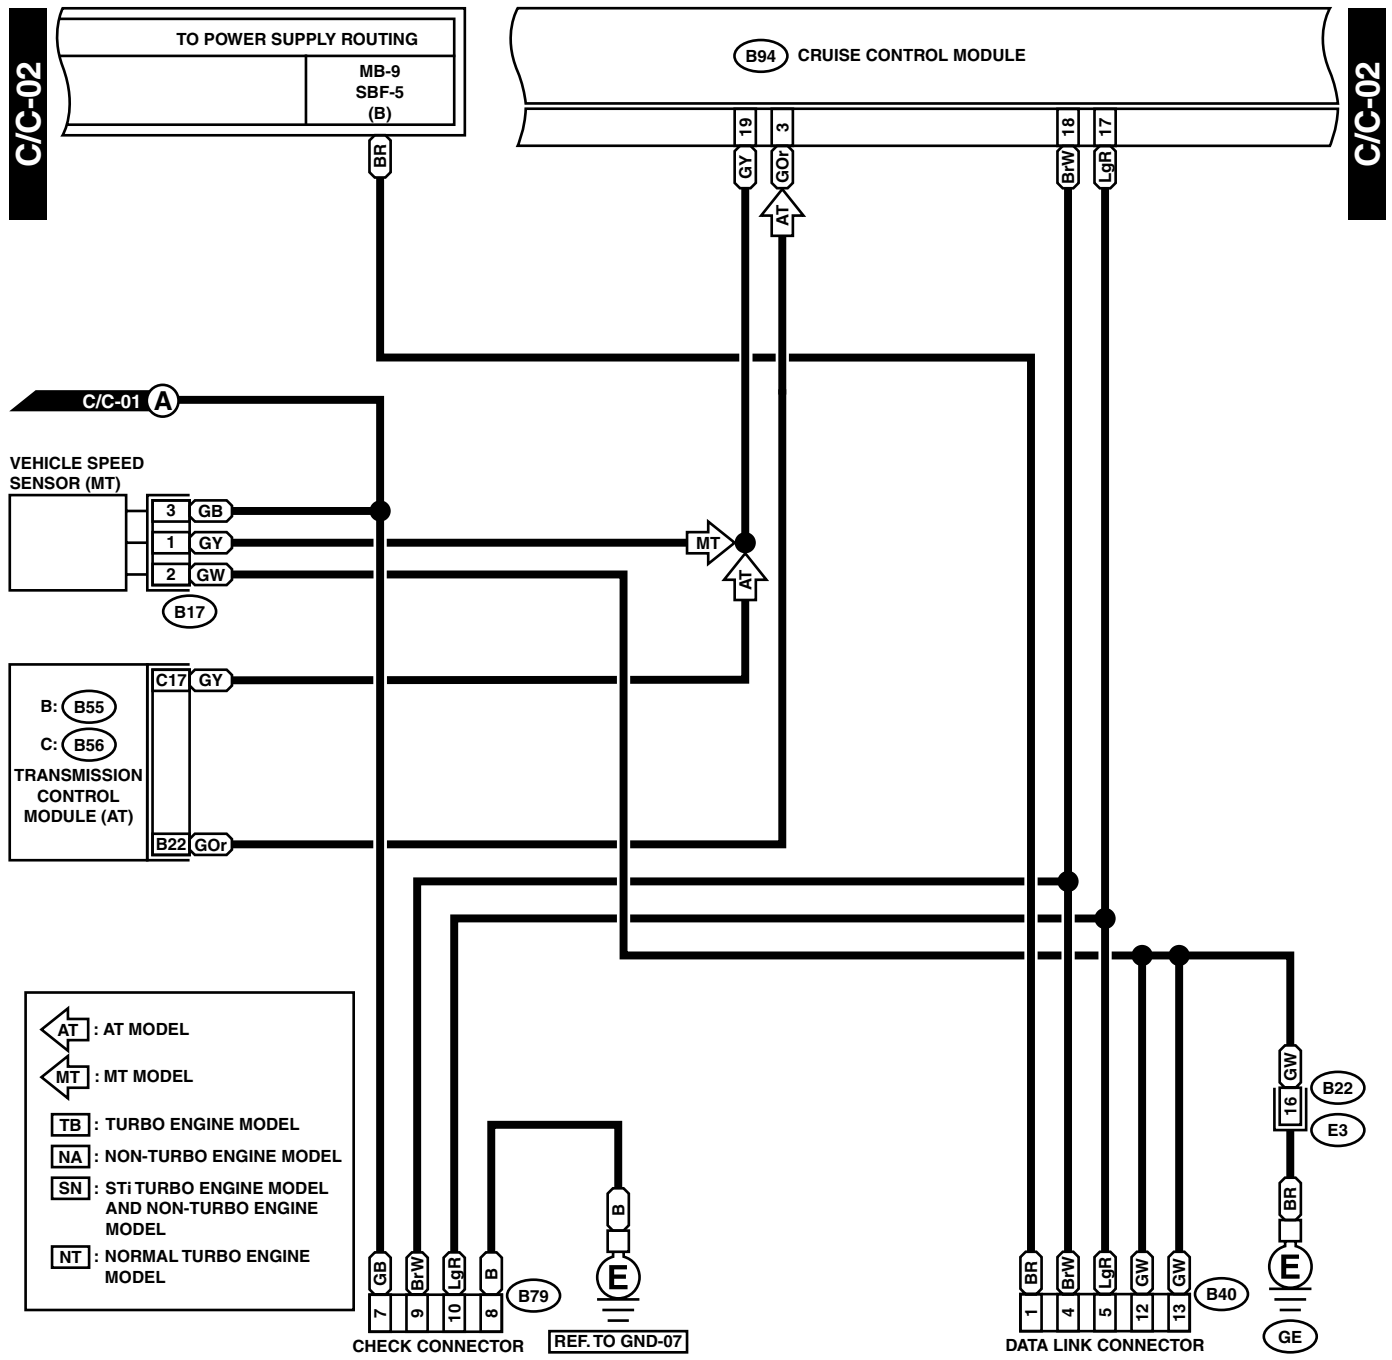 C/C-02
TO POWER SUPPLY ROUTING
MB-9
SBF-5
(B)
BR
B94 CRUISE CONTROL MODULE
C/C-02
19 3 18 17
GY GOr BrW LgR
AT
C/C-01 A
VEHICLE SPEED
SENSOR (MT)
3 GB
1 GY
2 GW
B17
MT
AT
C17 GY
B: B55
C: B56
TRANSMISSION
CONTROL
MODULE (AT)
B22 GOr
AT : AT MODEL
MT : MT MODEL
TB : TURBO ENGINE MODEL
NA : NON-TURBO ENGINE MODEL
SN : STi TURBO ENGINE MODEL
AND NON-TURBO ENGINE
MODEL
NT : NORMAL TURBO ENGINE
MODEL
GB BrW LgR B
7 9 10 8
B79
CHECK CONNECTOR
B
E
REF. TO GND-07
BR BrW LgR GW GW
1 4 5 12 13
B40
DATA LINK CONNECTOR
GW
16
B22
E3
BR
E
GE